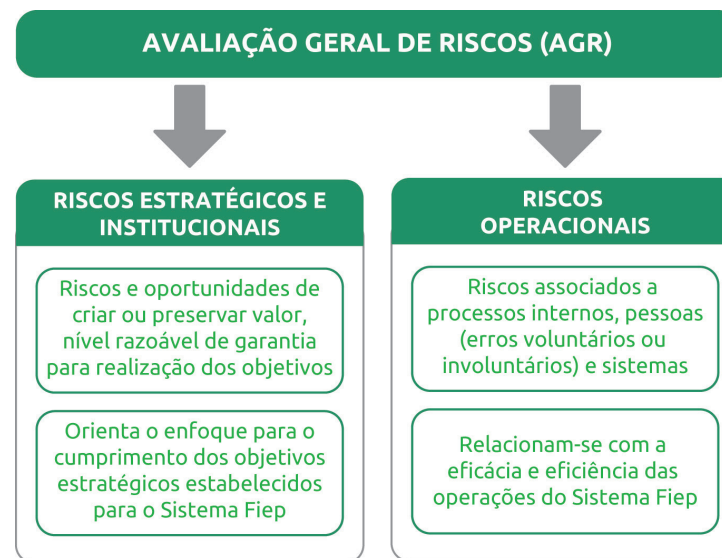 AVALIAÇÃO GERAL DE RISCOS (AGR)
RISCOS ESTRATÉGICOS E
INSTITUCIONAIS
Riscos e oportunidades de
criar ou preservar valor,
nível razoável de garantia
para realização dos objetivos
Orienta o enfoque para o
cumprimento dos objetivos
estratégicos estabelecidos
para o Sistema Fiep
RISCOS
OPERACIONAIS
Riscos associados a
processos internos, pessoas
(erros voluntários ou
involuntários) e sistemas
Relacionam-se com a
eficácia e eficiência das
operações do Sistema Fiep